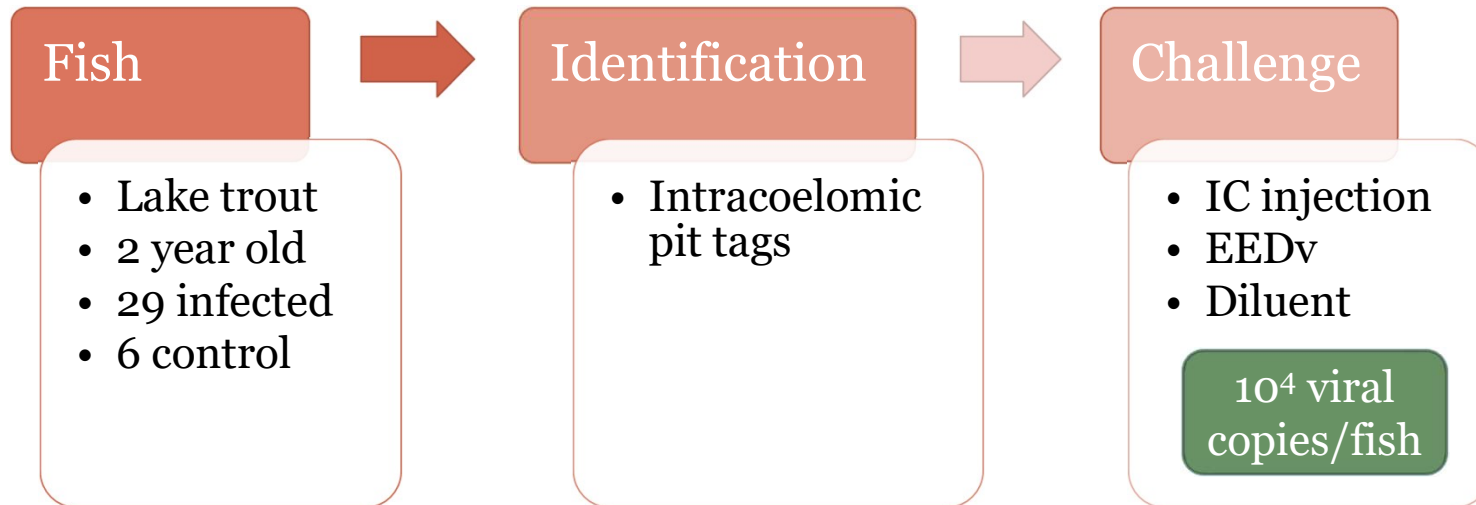 Fish
• Lake trout
• 2 year old
• 29 infected
• 6 control
Identification
• Intracoelomic
pit tags
Challenge
• IC injection
• EEDv
• Diluent
10⁴ viral
copies/fish